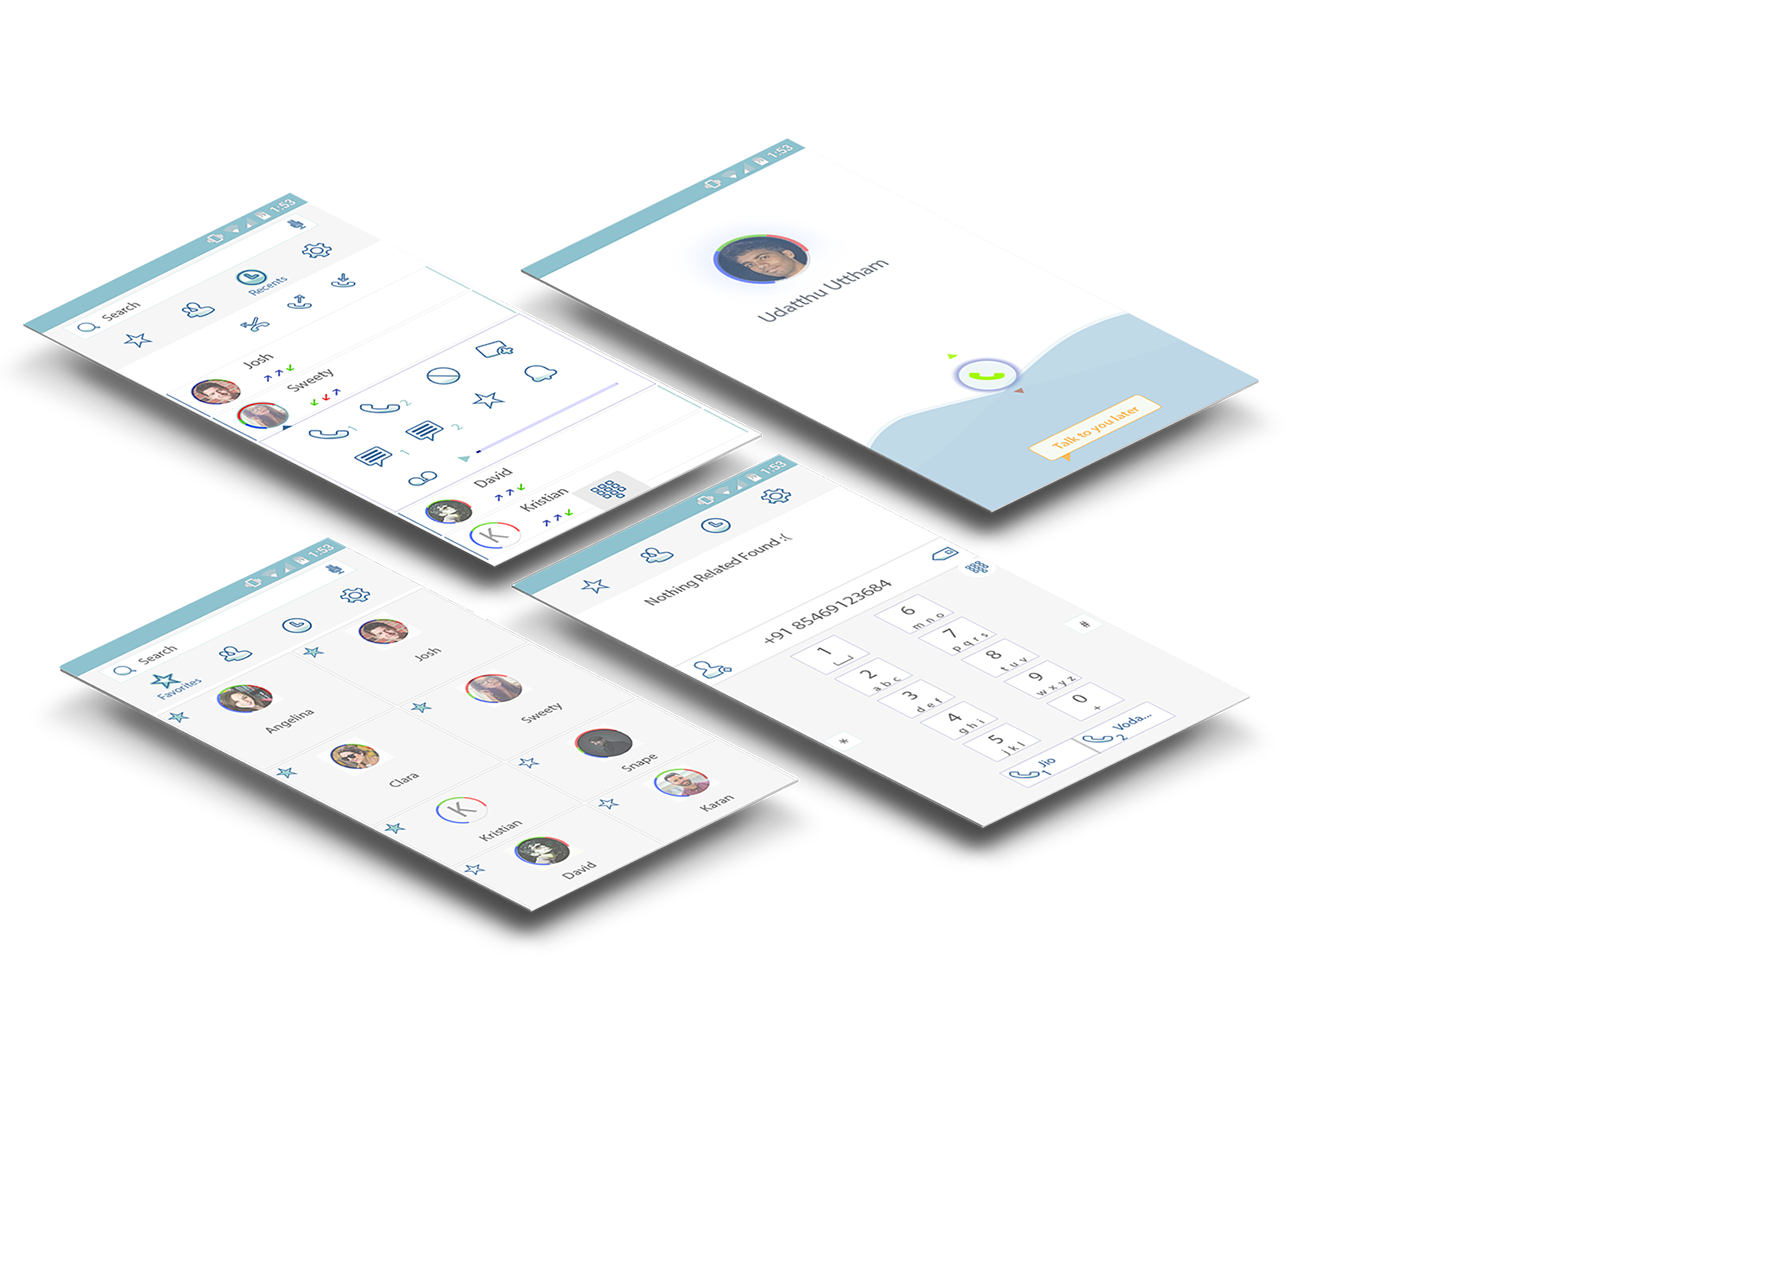 1:53
Search
Recents
Josh
Sweety
1
2
1
2
David
Kristian
K
1:53
Udatthu Uttham
Talk to you later
1:53
Search
Favorites
Angelina
Josh
Clara
Sweety
K
Kristian
Snape
David
Karan
1:53
Nothing Related Found :(
+91 85469123684
1
2
a b c
3
d e f
4
g h i
5
j k l
6
m n o
7
p q r s
8
t u v
9
w x y z
0
+
*
#
Jio
1
Voda...
2